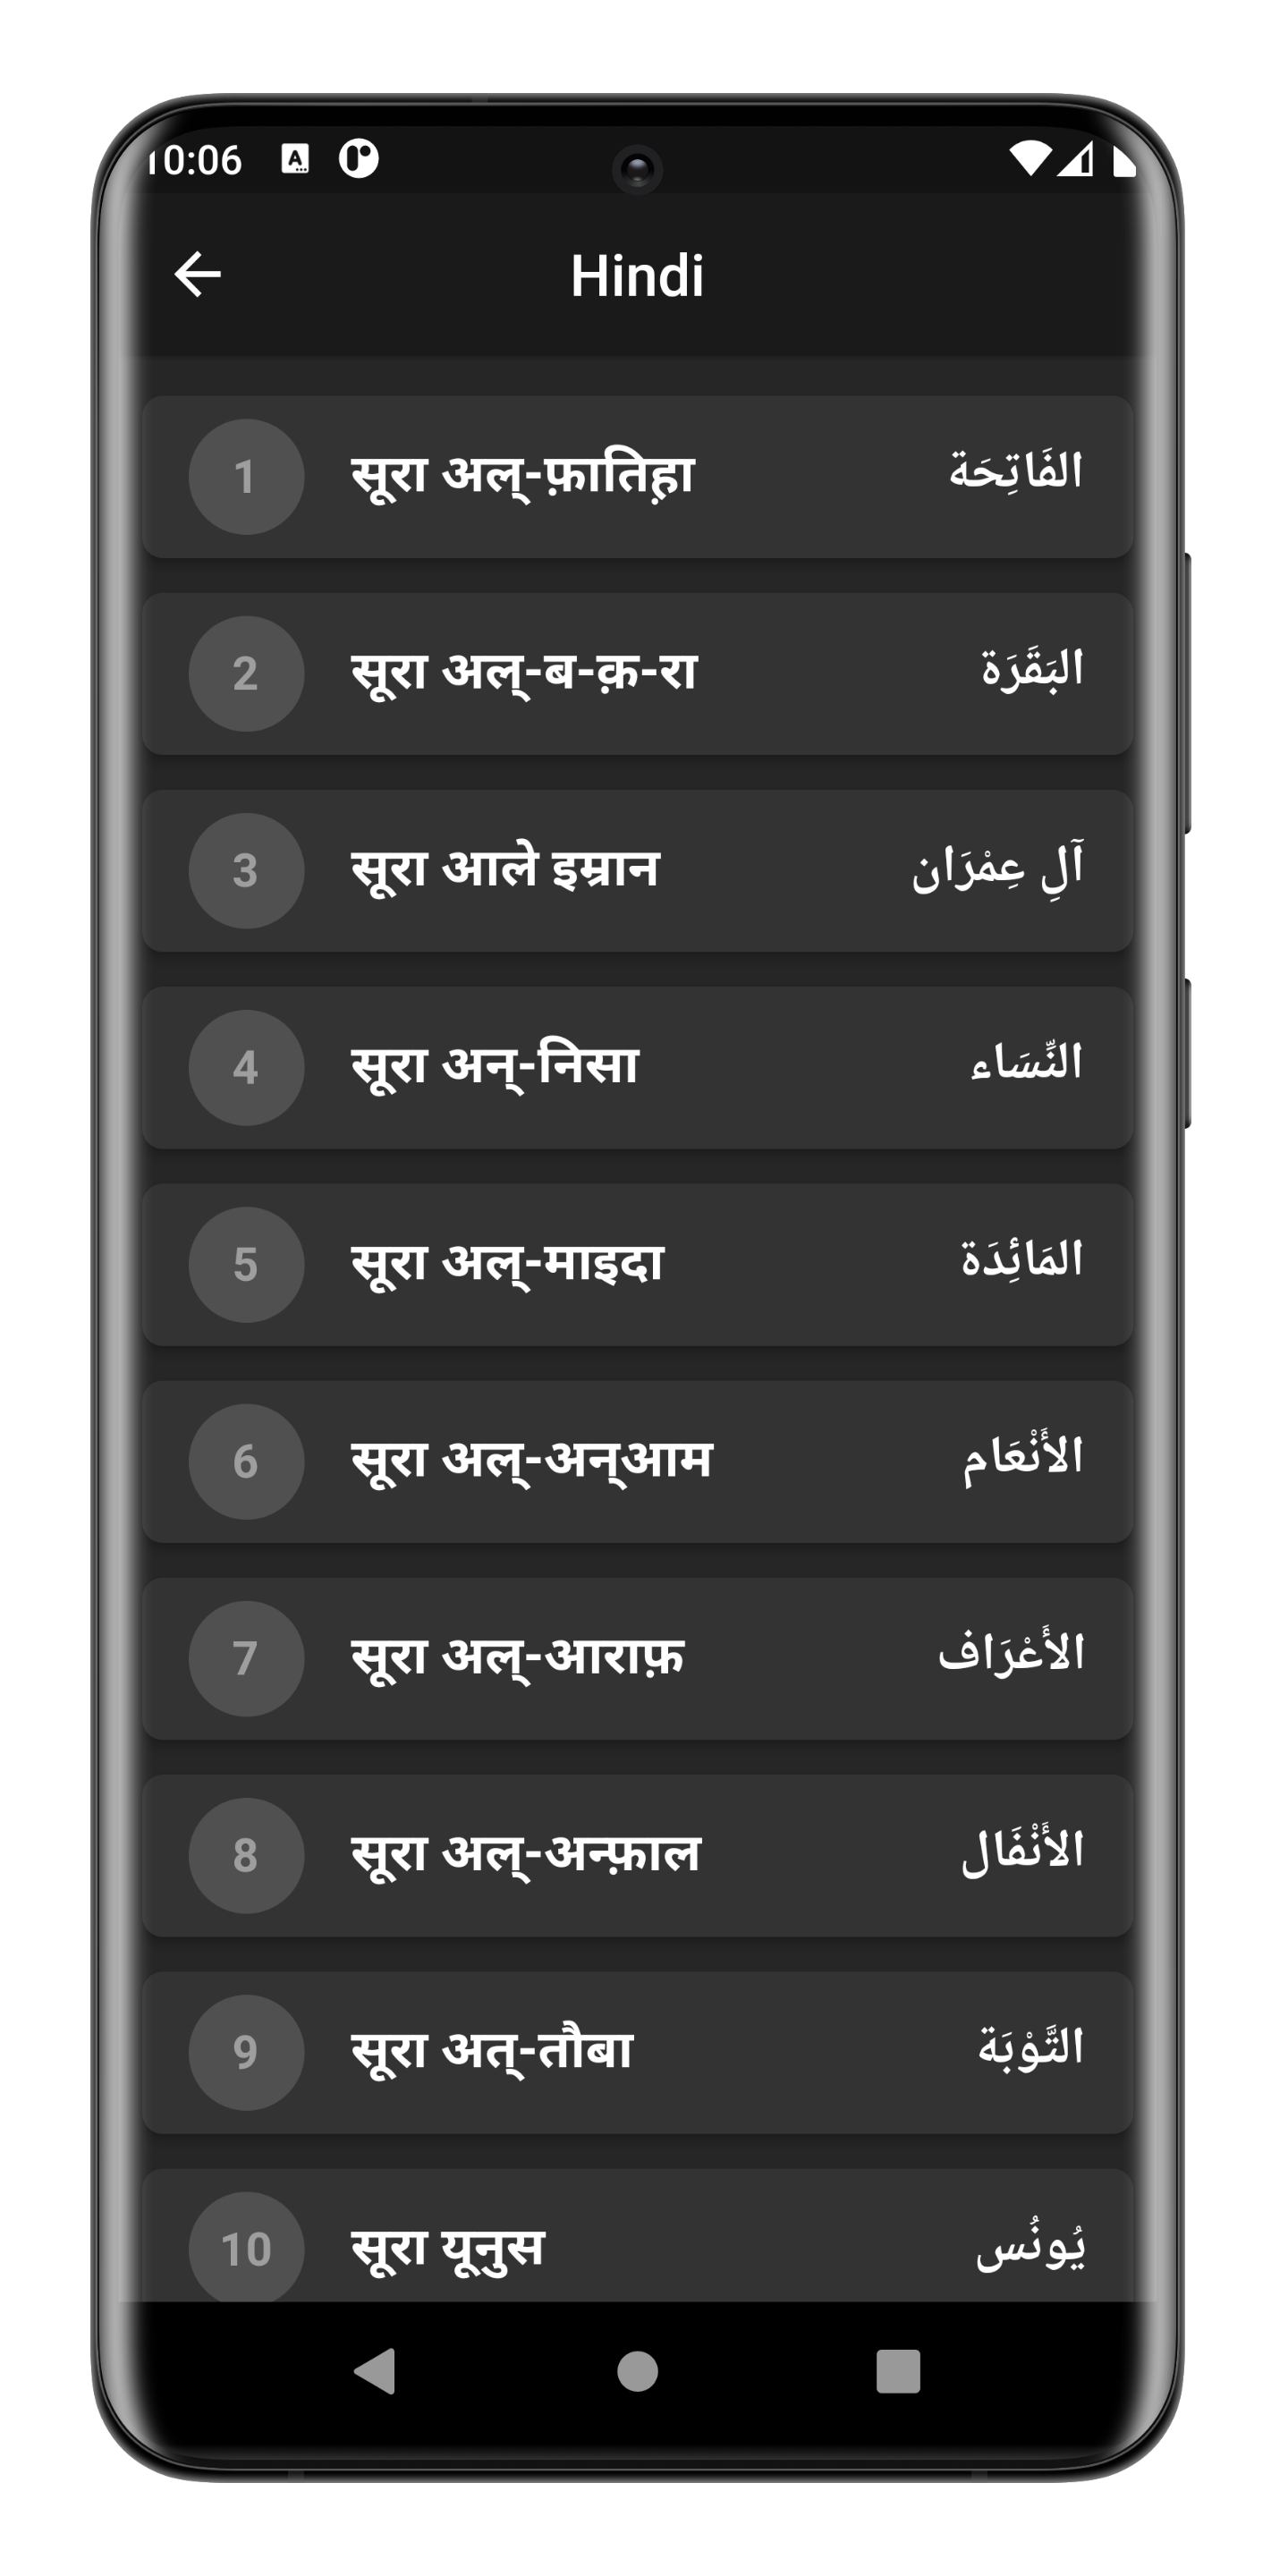 10:06
Hindi
1 सूरा अल्-फ़ातिह़ा الفَاتِحَة
2 सूरा अल्-ब-क़-रा البَقَرَة
3 सूरा आले इम्रान آلِ عِمْرَان
4 सूरा अन्-निसा النِّسَاء
5 सूरा अल्-माइदा المَائِدَة
6 सूरा अल्-अन्आम الأَنْعَام
7 सूरा अल्-आराफ़ الأَعْرَاف
8 सूरा अल्-अन्फ़ाल الأَنْفَال
9 सूरा अत्-तौबा التَّوْبَة
10 सूरा यूनुस يُونُس